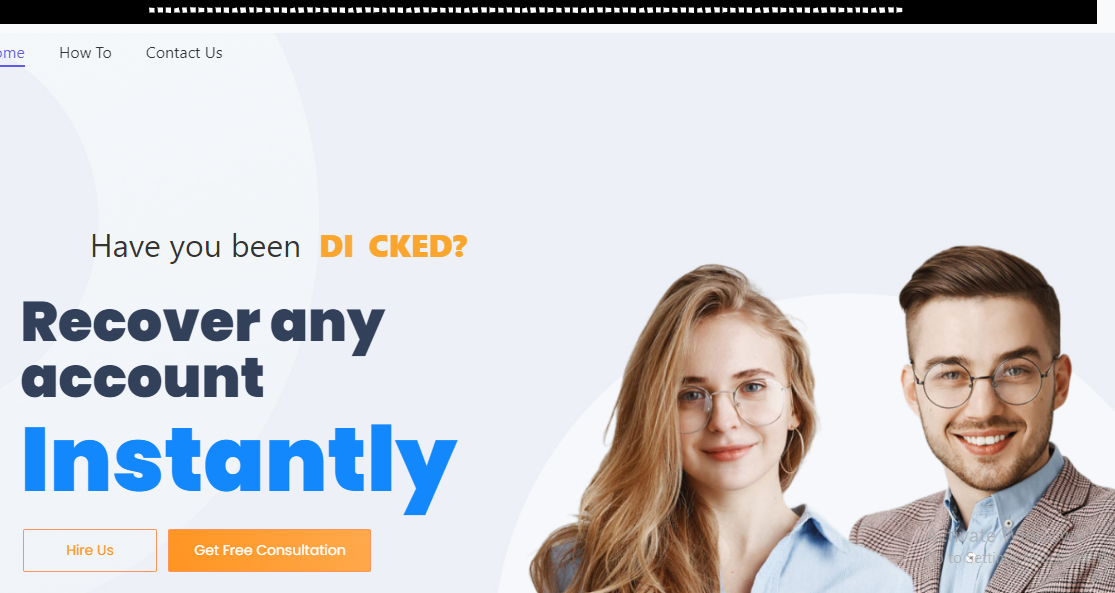 ome How To Contact Us
Have you been DI CKED?
Recover any
account
Instantly
Hire Us Get Free Consultation